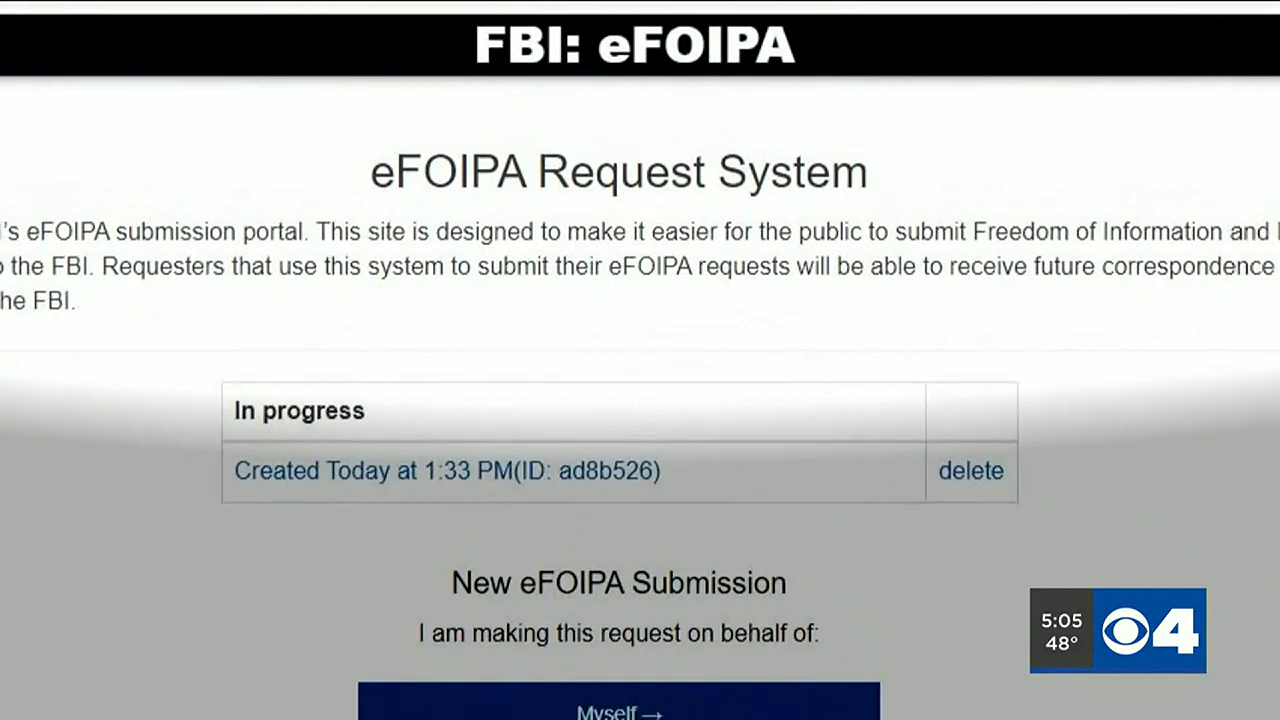 FBI: eFOIPA
eFOIPA Request System
's eFOIPA submission portal. This site is designed to make it easier for the public to submit Freedom of Information and
the FBI. Requesters that use this system to submit their eFOIPA requests will be able to receive future correspondence
he FBI.
In progress
Created Today at 1:33 PM(ID: ad8b526) delete
New eFOIPA Submission
I am making this request on behalf of:
Myself →
5:05
48°
4